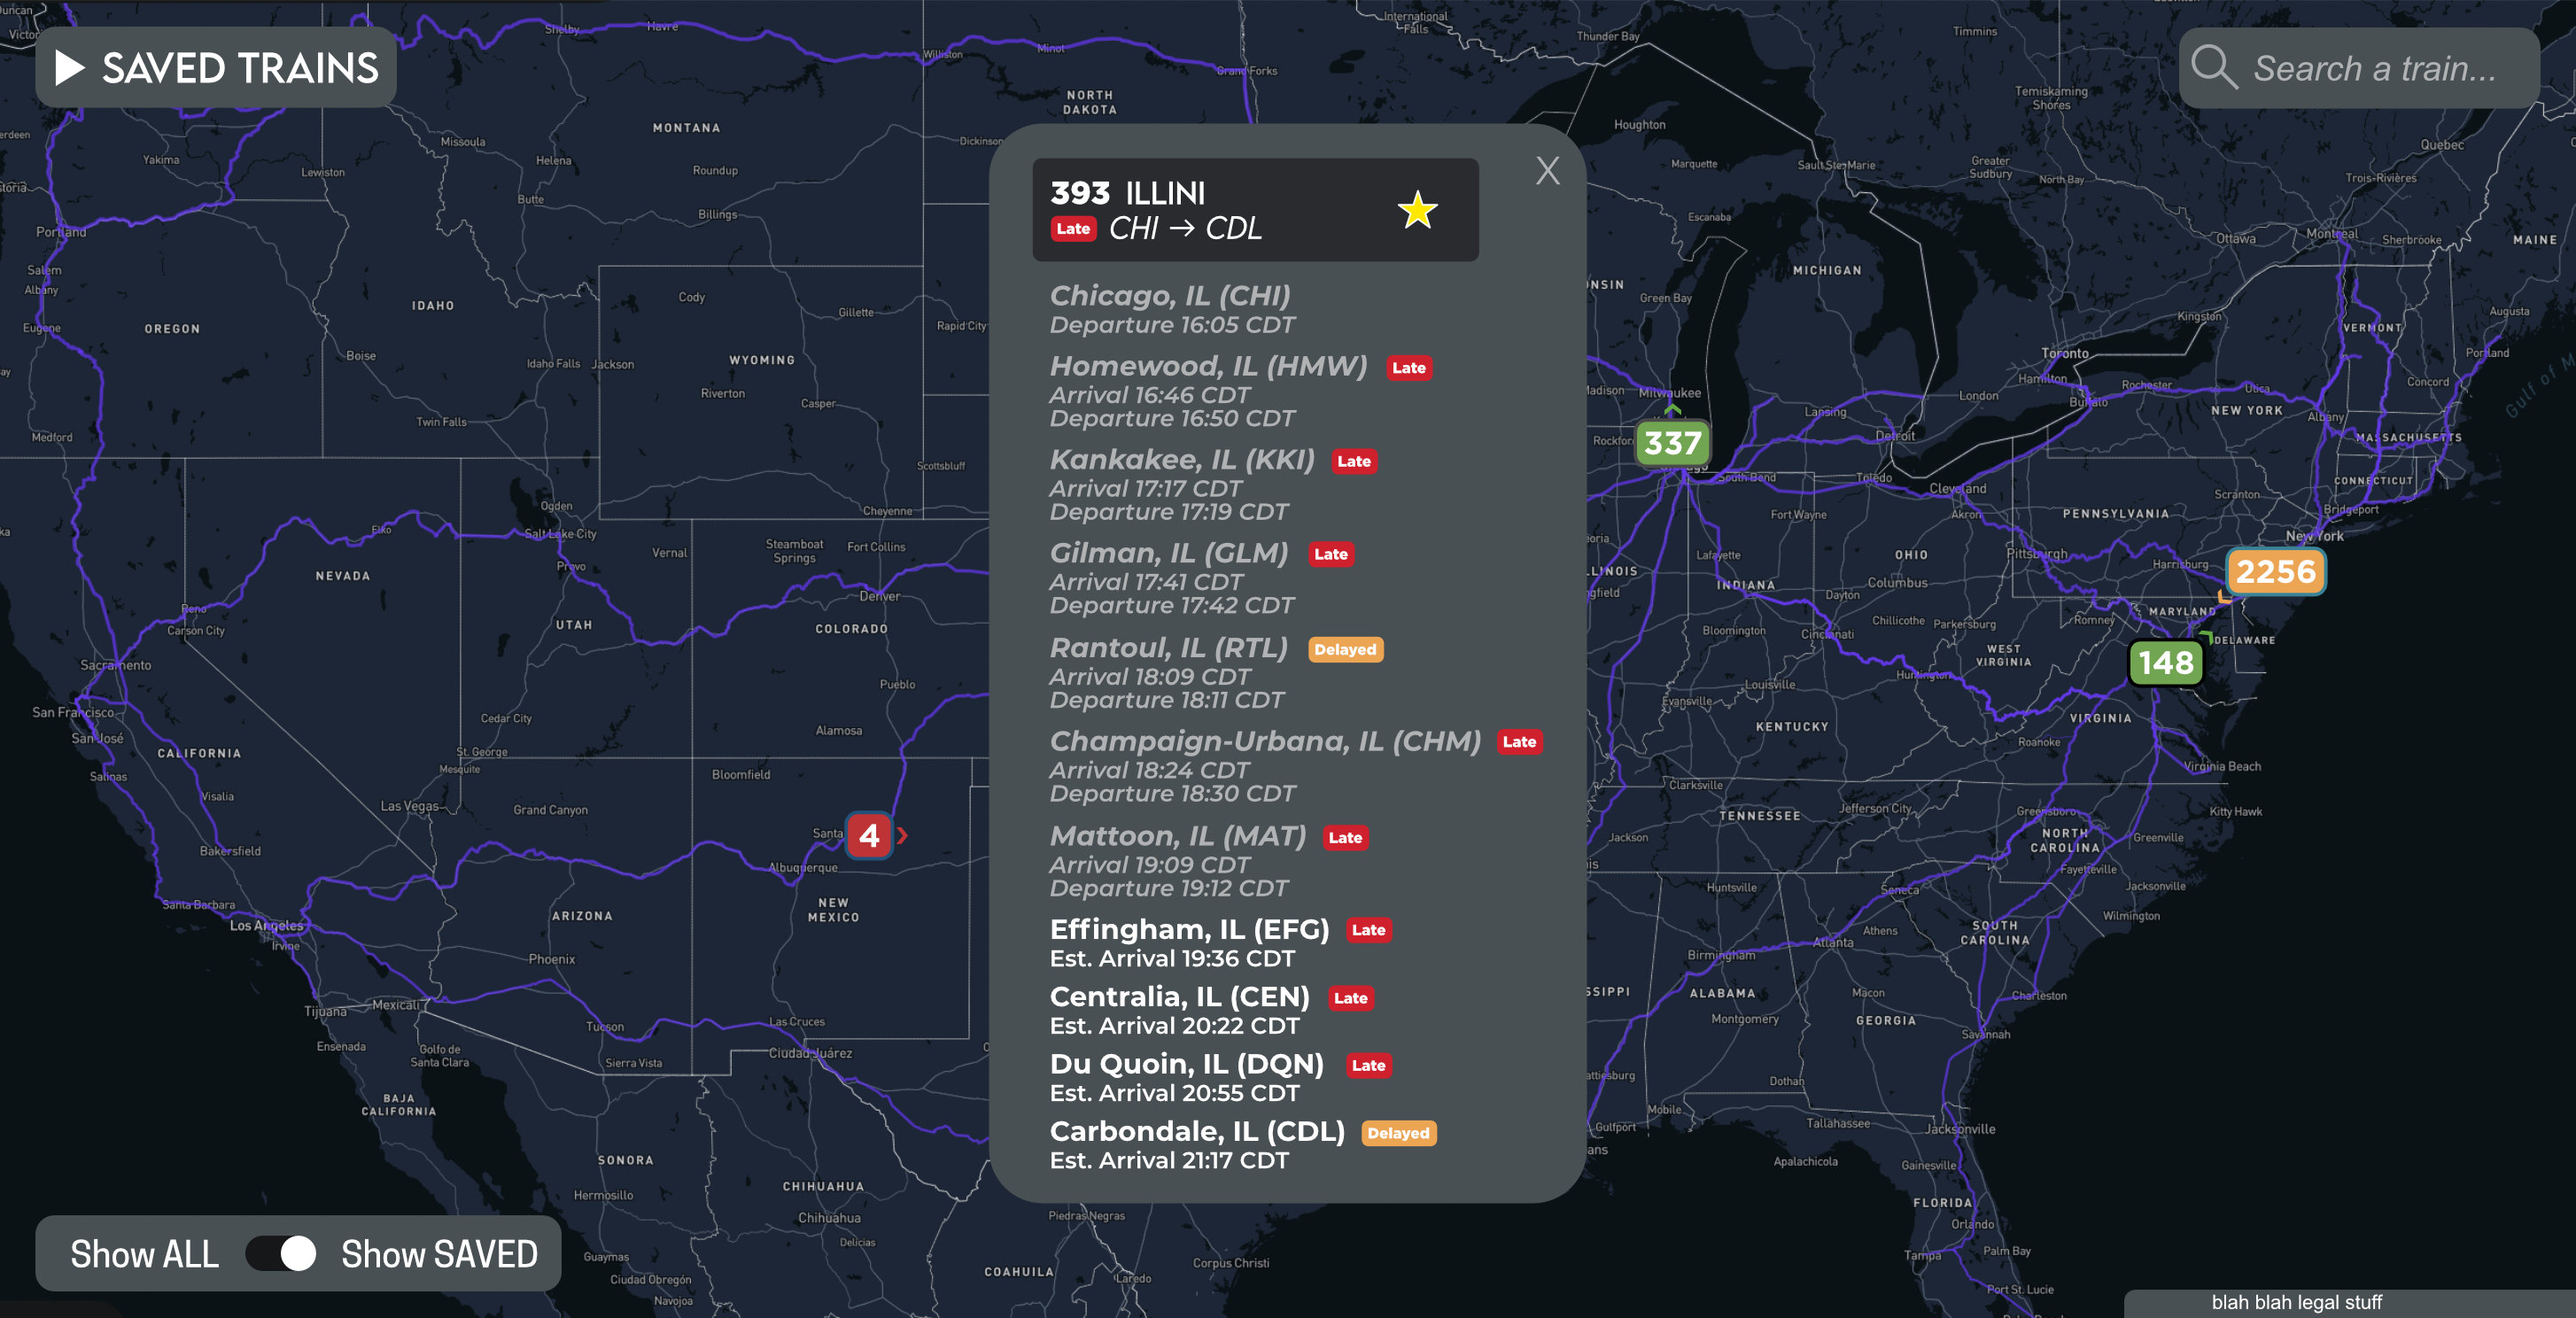 SAVED TRAINS
Search a train...
393 ILLINI
Late CHI → CDL
X
Chicago, IL (CHI)
Departure 16:05 CDT
Homewood, IL (HMW) Late
Arrival 16:46 CDT
Departure 16:50 CDT
Kankakee, IL (KKI) Late
Arrival 17:17 CDT
Departure 17:19 CDT
Gilman, IL (GLM) Late
Arrival 17:41 CDT
Departure 17:42 CDT
Rantoul, IL (RTL) Delayed
Arrival 18:09 CDT
Departure 18:11 CDT
Champaign-Urbana, IL (CHM) Late
Arrival 18:24 CDT
Departure 18:30 CDT
Mattoon, IL (MAT) Late
Arrival 19:09 CDT
Departure 19:12 CDT
Effingham, IL (EFG) Late
Est. Arrival 19:36 CDT
Centralia, IL (CEN) Late
Est. Arrival 20:22 CDT
Du Quoin, IL (DQN) Late
Est. Arrival 20:55 CDT
Carbondale, IL (CDL) Delayed
Est. Arrival 21:17 CDT
Show ALL
Show SAVED
blah blah legal stuff
337
2256
148
4
Shelby
Havre
Williston
Minot
Grand Forks
International
Falls
Thunder Bay
Timmins
NORTH
DAKOTA
MONTANA
Dickinson
Missoula
Helena
Roundup
Yakima
Lewiston
Butte
Billings
Portland
Salem
Albany
Eugene
OREGON
IDAHO
Cody
Gillette
Rapid City
Boise
Idaho Falls
Jackson
WYOMING
Riverton
Casper
Twin Falls
Medford
Scottsbluff
Ogden
Cheyenne
Elko
Salt Lake City
Vernal
Steamboat
Springs
Fort Collins
Provo
NEVADA
Denver
Reno
Carson City
UTAH
COLORADO
Sacramento
Pueblo
San Francisco
Cedar City
Alamosa
San José
CALIFORNIA
St. George
Mesquite
Salinas
Bloomfield
Visalia
Las Vegas
Grand Canyon
Santa
Bakersfield
Albuquerque
Santa Barbara
ARIZONA
NEW
MEXICO
Los Angeles
Irvine
Phoenix
Tijuana
Mexicali
Tucson
Las Cruces
Ensenada
Golfo de
Santa Clara
Sierra Vista
Ciudad Juárez
BAJA
CALIFORNIA
SONORA
CHIHUAHUA
Hermosillo
Chihuahua
Delicias
Guaymas
Ciudad Obregón
Navojoa
COAHUILA
Piedras Negras
Laredo
Corpus Christi
Temiskaming
Shores
Houghton
Marquette
Sault Ste. Marie
Greater
Sudbury
North Bay
Quebec
Trois-Rivières
Escanaba
Ottawa
Montreal
Sherbrooke
MAINE
MICHIGAN
Green Bay
Kingston
Augusta
VERMONT
Toronto
Portland
Hamilton
Rochester
Utica
Concord
Milwaukee
London
Buffalo
NEW YORK
Albany
Lansing
Detroit
MASSACHUSETTS
South Bend
Toledo
Cleveland
CONNECTICUT
Scranton
Fort Wayne
Akron
PENNSYLVANIA
Bridgeport
New York
Lafayette
OHIO
Pittsburgh
Harrisburg
INDIANA
Columbus
Dayton
MARYLAND
Chillicothe
Parkersburg
Romney
Bloomington
Cincinnati
DELAWARE
WEST
VIRGINIA
Huntington
Louisville
Evansville
KENTUCKY
VIRGINIA
Roanoke
Virginia Beach
Clarksville
TENNESSEE
Jefferson City
Greensboro
Kitty Hawk
Jackson
NORTH
CAROLINA
Greenville
Fayetteville
Huntsville
Seneca
Jacksonville
Wilmington
SOUTH
CAROLINA
Athens
Atlanta
Birmingham
ALABAMA
Macon
Charleston
Montgomery
GEORGIA
Savannah
Dothan
Mobile
Tallahassee
Jacksonville
Gulfport
Apalachicola
Gainesville
FLORIDA
Orlando
Tampa
Palm Bay
Port St. Lucie